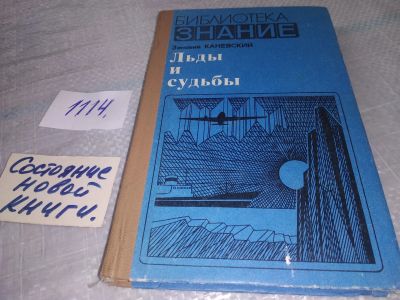 БИБЛИОТЕКА
ЗНАНИЕ
Зиновий КАНЕВСКИЙ
Льды
и
судьбы
1114.
Состояние
новой
книги.